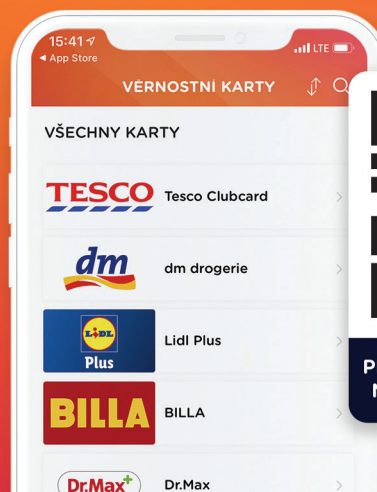 15:41
LTE
◀ App Store
VĚRNOSTNÍ KARTY
VŠECHNY KARTY
TESCO Tesco Clubcard
dm dm drogerie
LIDL
Plus
Lidl Plus
BILLA BILLA
Dr.Max+ Dr.Max